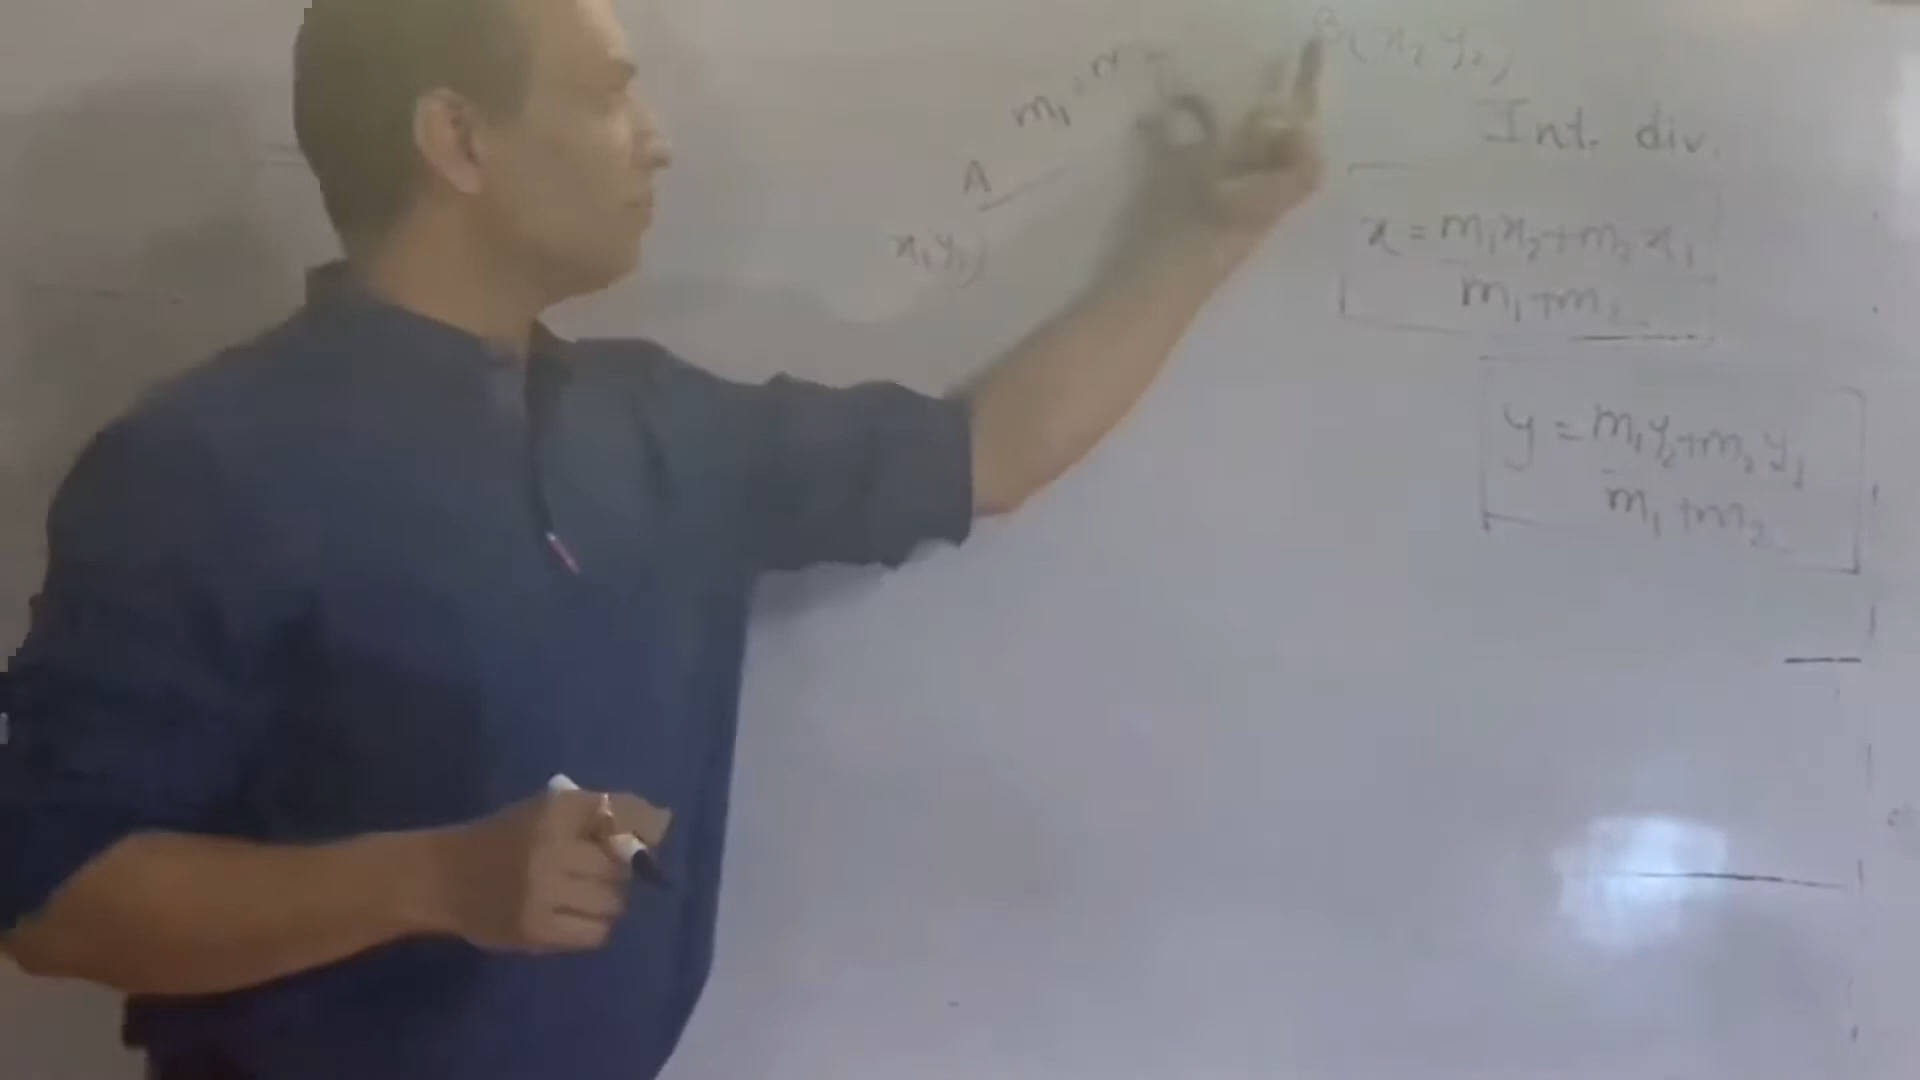 B(x₂ y₂)
m₁
A
x₁ y₁)
Int. div.
x = m₁x₂+m₂x₁
m₁+m₂
y = m₁y₂+m₂y₁
m₁+m₂